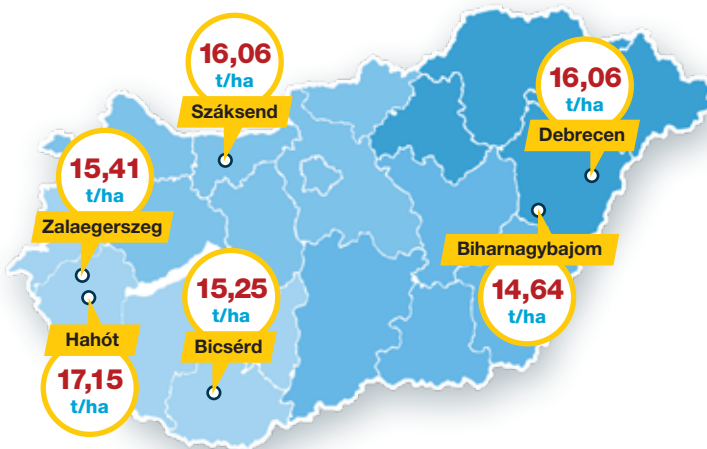 16,06
t/ha
Száksend
16,06
t/ha
Debrecen
15,41
t/ha
Zalaegerszeg
Biharnagybajom
14,64
t/ha
15,25
t/ha
Bicsérd
Hahót
17,15
t/ha